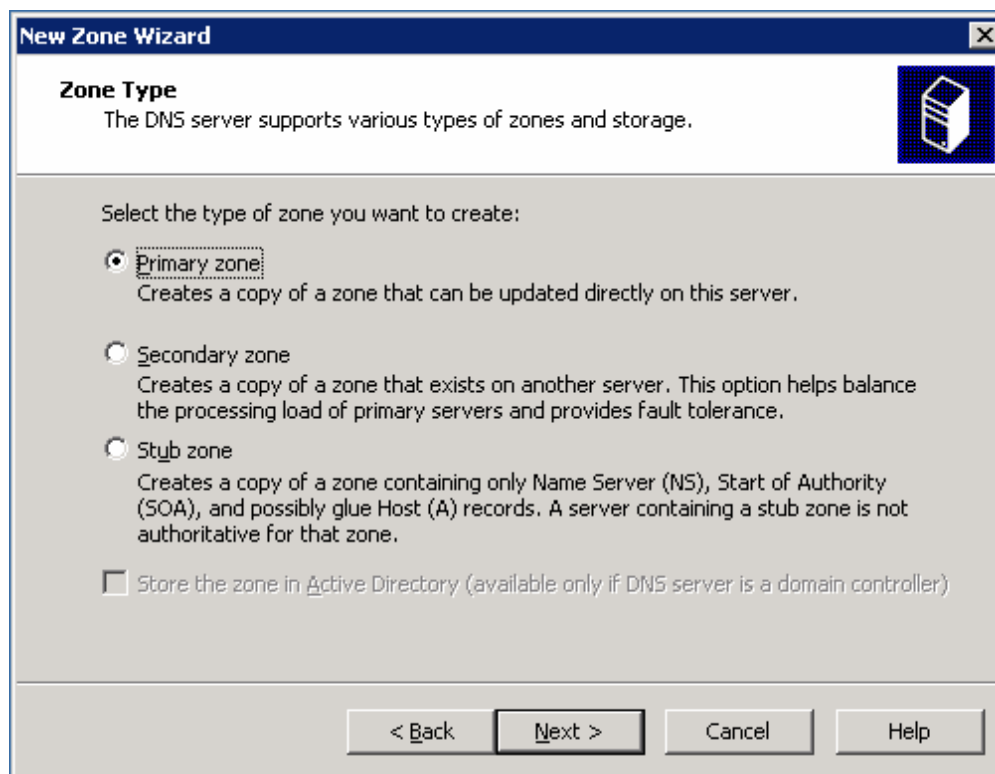 New Zone Wizard
Zone Type
The DNS server supports various types of zones and storage.
Select the type of zone you want to create:
Primary zone
Creates a copy of a zone that can be updated directly on this server.
Secondary zone
Creates a copy of a zone that exists on another server. This option helps balance
the processing load of primary servers and provides fault tolerance.
Stub zone
Creates a copy of a zone containing only Name Server (NS), Start of Authority
(SOA), and possibly glue Host (A) records. A server containing a stub zone is not
authoritative for that zone.
Store the zone in Active Directory (available only if DNS server is a domain controller)
< Back Next > Cancel Help